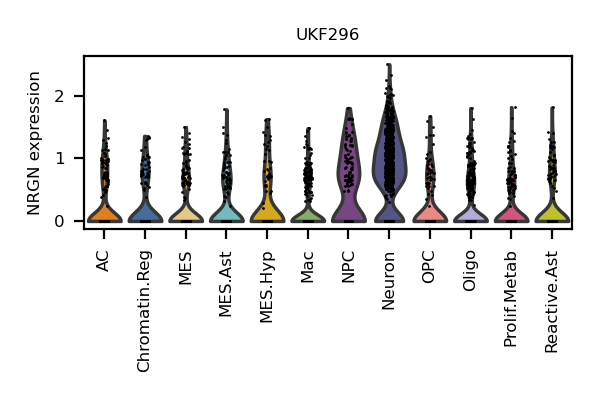 UKF296
NRGN expression
2
1
0
AC
Chromatin.Reg
MES
MES.Ast
MES.Hyp
Mac
NPC
Neuron
OPC
Oligo
Prolif.Metab
Reactive.Ast